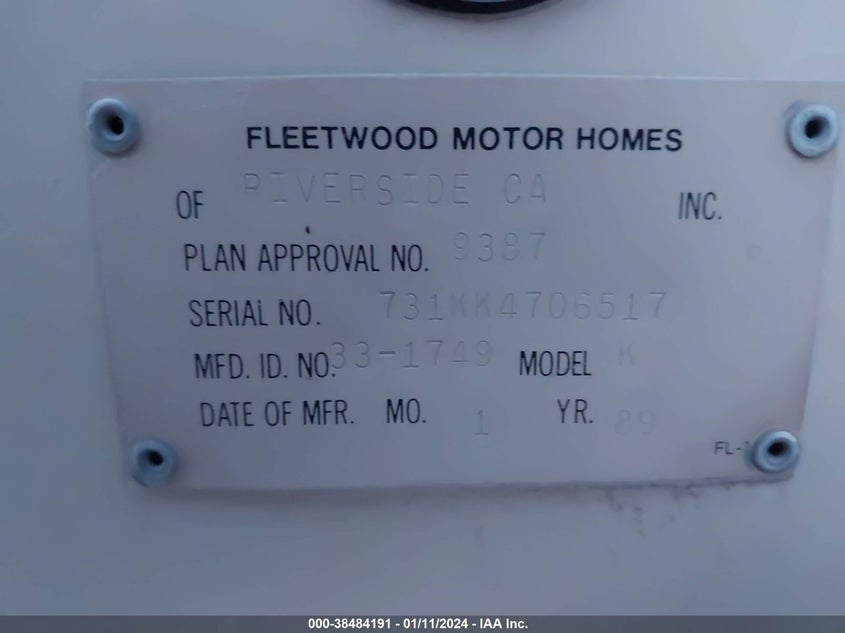 FLEETWOOD MOTOR HOMES
OF RIVERSIDE CA INC.
PLAN APPROVAL NO. 9387
SERIAL NO. 731KK4706517
MFD. ID. NO. 33-1749 MODEL K
DATE OF MFR. MO. 1 YR. 89
FL-
000-38484191 - 01/11/2024 - IAA Inc.